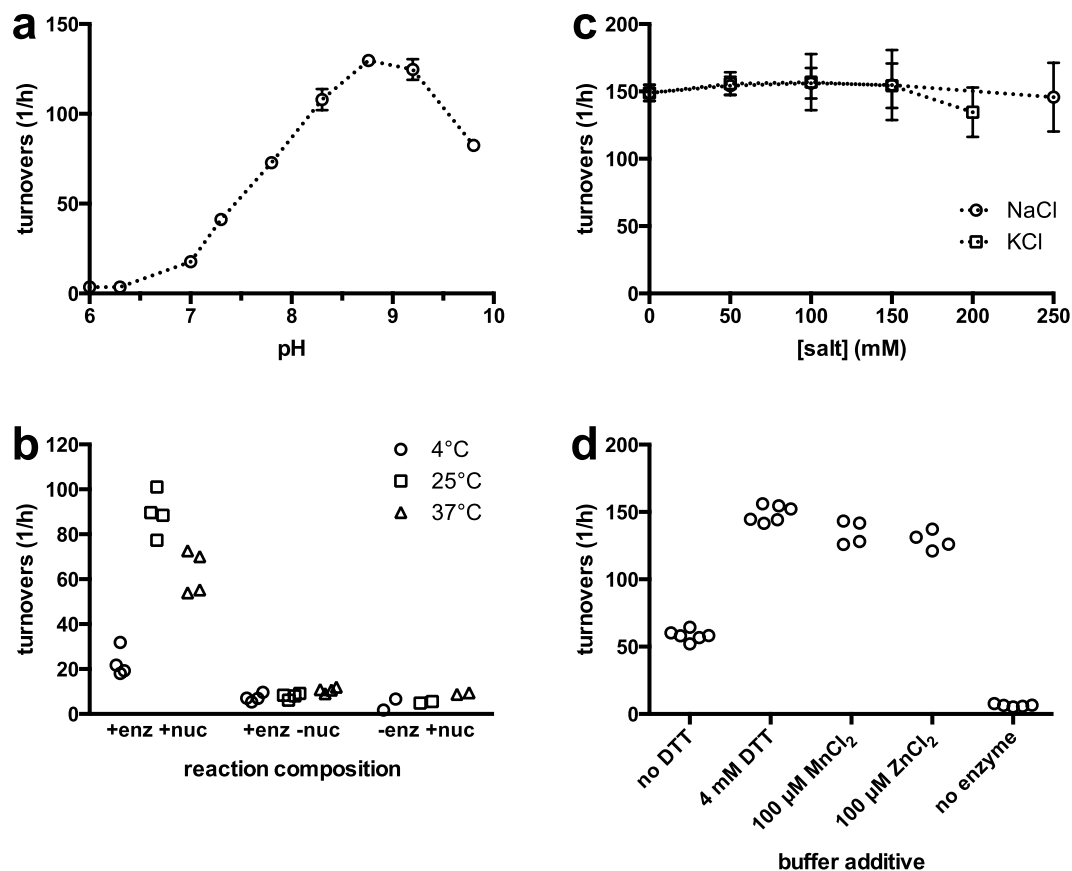 a
150
100
50
0
turnovers (1/h)
6 7 8 9 10
pH
c
200
150
100
50
0
turnovers (1/h)
NaCl
KCl
0 50 100 150 200 250
[salt] (mM)
b
120
100
80
60
40
20
0
turnovers (1/h)
4°C
25°C
37°C
+enz +nuc +enz -nuc -enz +nuc
reaction composition
d
200
150
100
50
0
turnovers (1/h)
no DTT
4 mM DTT
100 µM MnCl₂
100 µM ZnCl₂
no enzyme
buffer additive